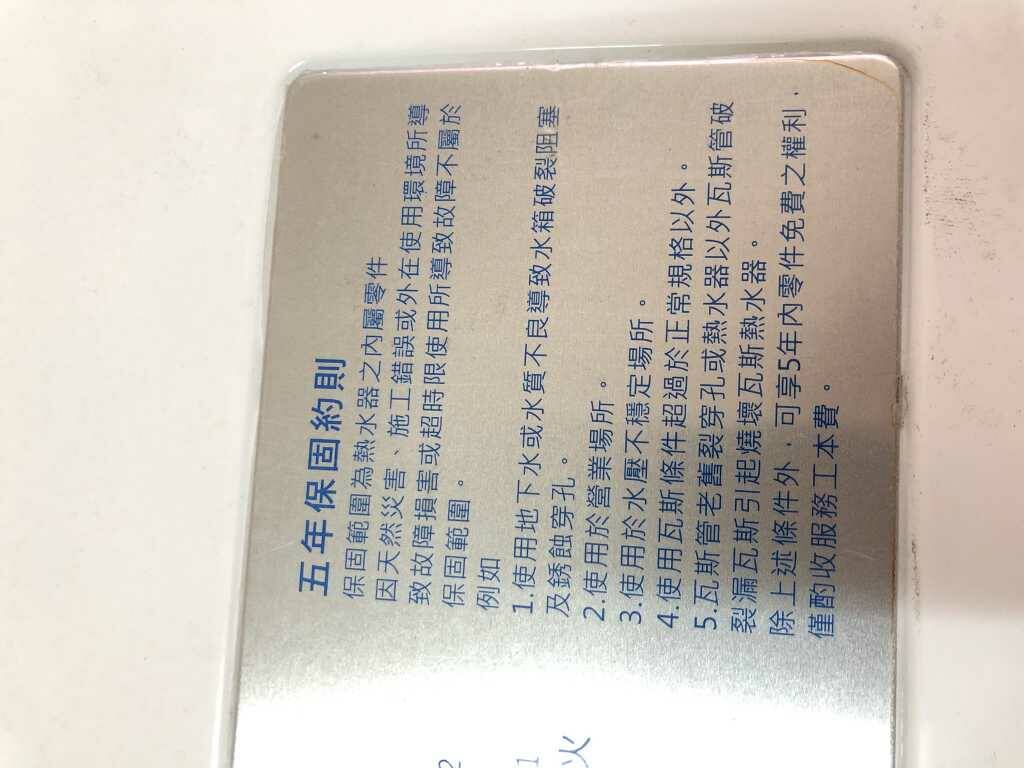 五年保固約則
保固範圍為熱水器之內屬零件
因天然災害、施工錯誤或外在使用環境所導
致故障損害或超時限使用所導致故障不屬於
保固範圍。
例如
1.使用地下水或水質不良導致水箱破裂阻塞
及銹蝕穿孔。
2.使用於營業場所。
3.使用於水壓不穩定場所。
4.使用瓦斯條件超過於正常規格以外。
5.瓦斯管老舊裂穿孔或熱水器以外瓦斯管破
裂漏瓦斯引起燒壞瓦斯熱水器。
除上述條件外，可享5年內零件免費之權利，
僅酌收服務工本費。
2
1
火